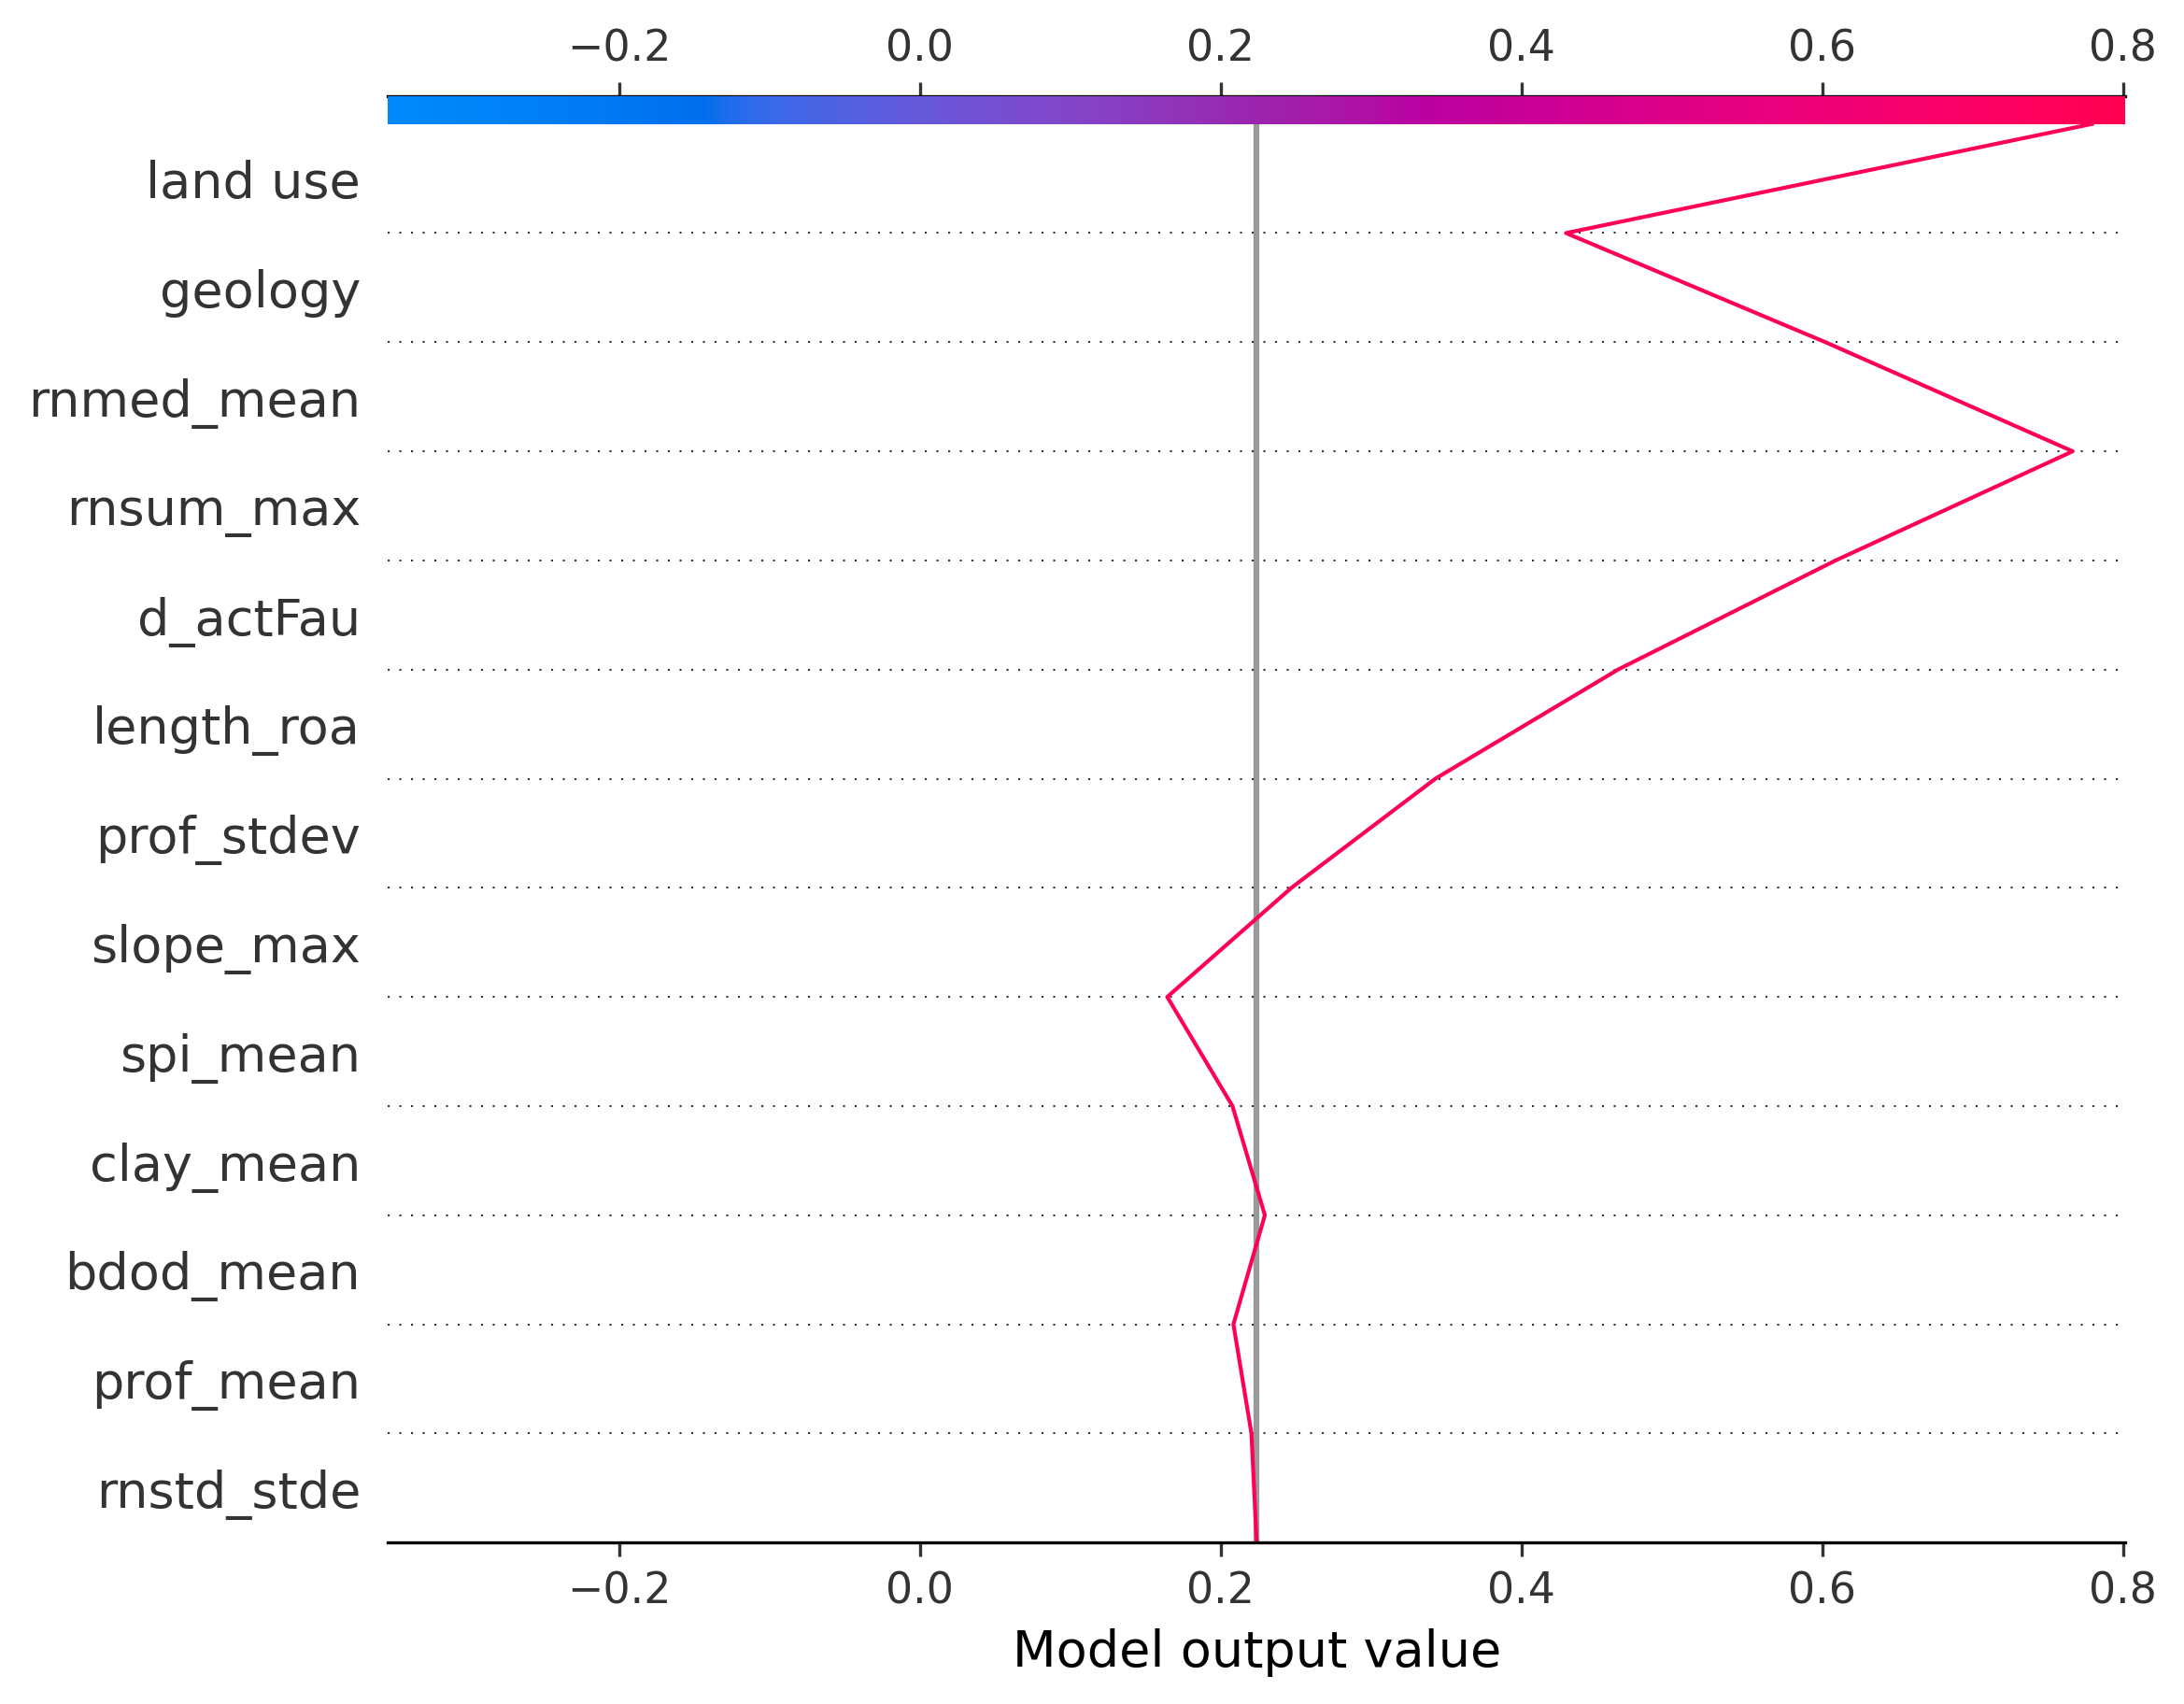 −0.2 0.0 0.2 0.4 0.6 0.8
land use
geology
rnmed_mean
rnsum_max
d_actFau
length_roa
prof_stdev
slope_max
spi_mean
clay_mean
bdod_mean
prof_mean
rnstd_stde
−0.2 0.0 0.2 0.4 0.6 0.8
Model output value